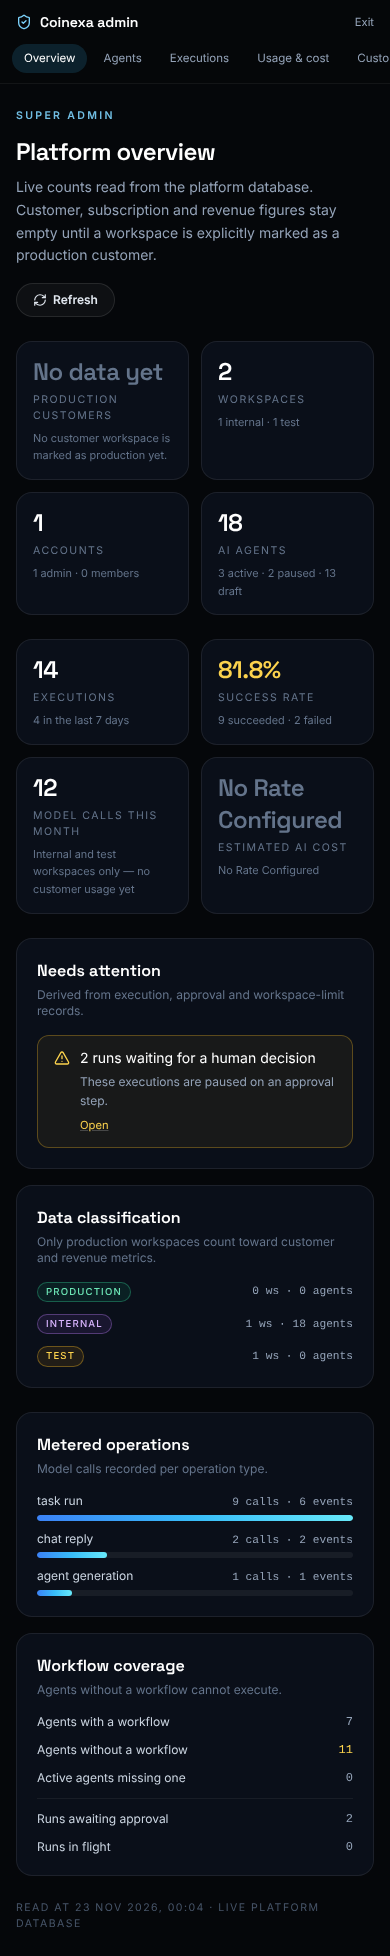 Coinexa admin
Exit
Overview
Agents
Executions
Usage & cost
Custo
SUPER ADMIN
Platform overview
Live counts read from the platform database.
Customer, subscription and revenue figures stay
empty until a workspace is explicitly marked as a
production customer.
Refresh
No data yet
PRODUCTION
CUSTOMERS
No customer workspace is
marked as production yet.
2
WORKSPACES
1 internal · 1 test
1
ACCOUNTS
1 admin · 0 members
18
AI AGENTS
3 active · 2 paused · 13
draft
14
EXECUTIONS
4 in the last 7 days
81.8%
SUCCESS RATE
9 succeeded · 2 failed
12
MODEL CALLS THIS
MONTH
Internal and test
workspaces only — no
customer usage yet
No Rate
Configured
ESTIMATED AI COST
No Rate Configured
Needs attention
Derived from execution, approval and workspace-limit
records.
2 runs waiting for a human decision
These executions are paused on an approval
step.
Open
Data classification
Only production workspaces count toward customer
and revenue metrics.
PRODUCTION
0 ws · 0 agents
INTERNAL
1 ws · 18 agents
TEST
1 ws · 0 agents
Metered operations
Model calls recorded per operation type.
task run
9 calls · 6 events
chat reply
2 calls · 2 events
agent generation
1 calls · 1 events
Workflow coverage
Agents without a workflow cannot execute.
Agents with a workflow
7
Agents without a workflow
11
Active agents missing one
0
Runs awaiting approval
2
Runs in flight
0
READ AT 23 NOV 2026, 00:04 · LIVE PLATFORM
DATABASE